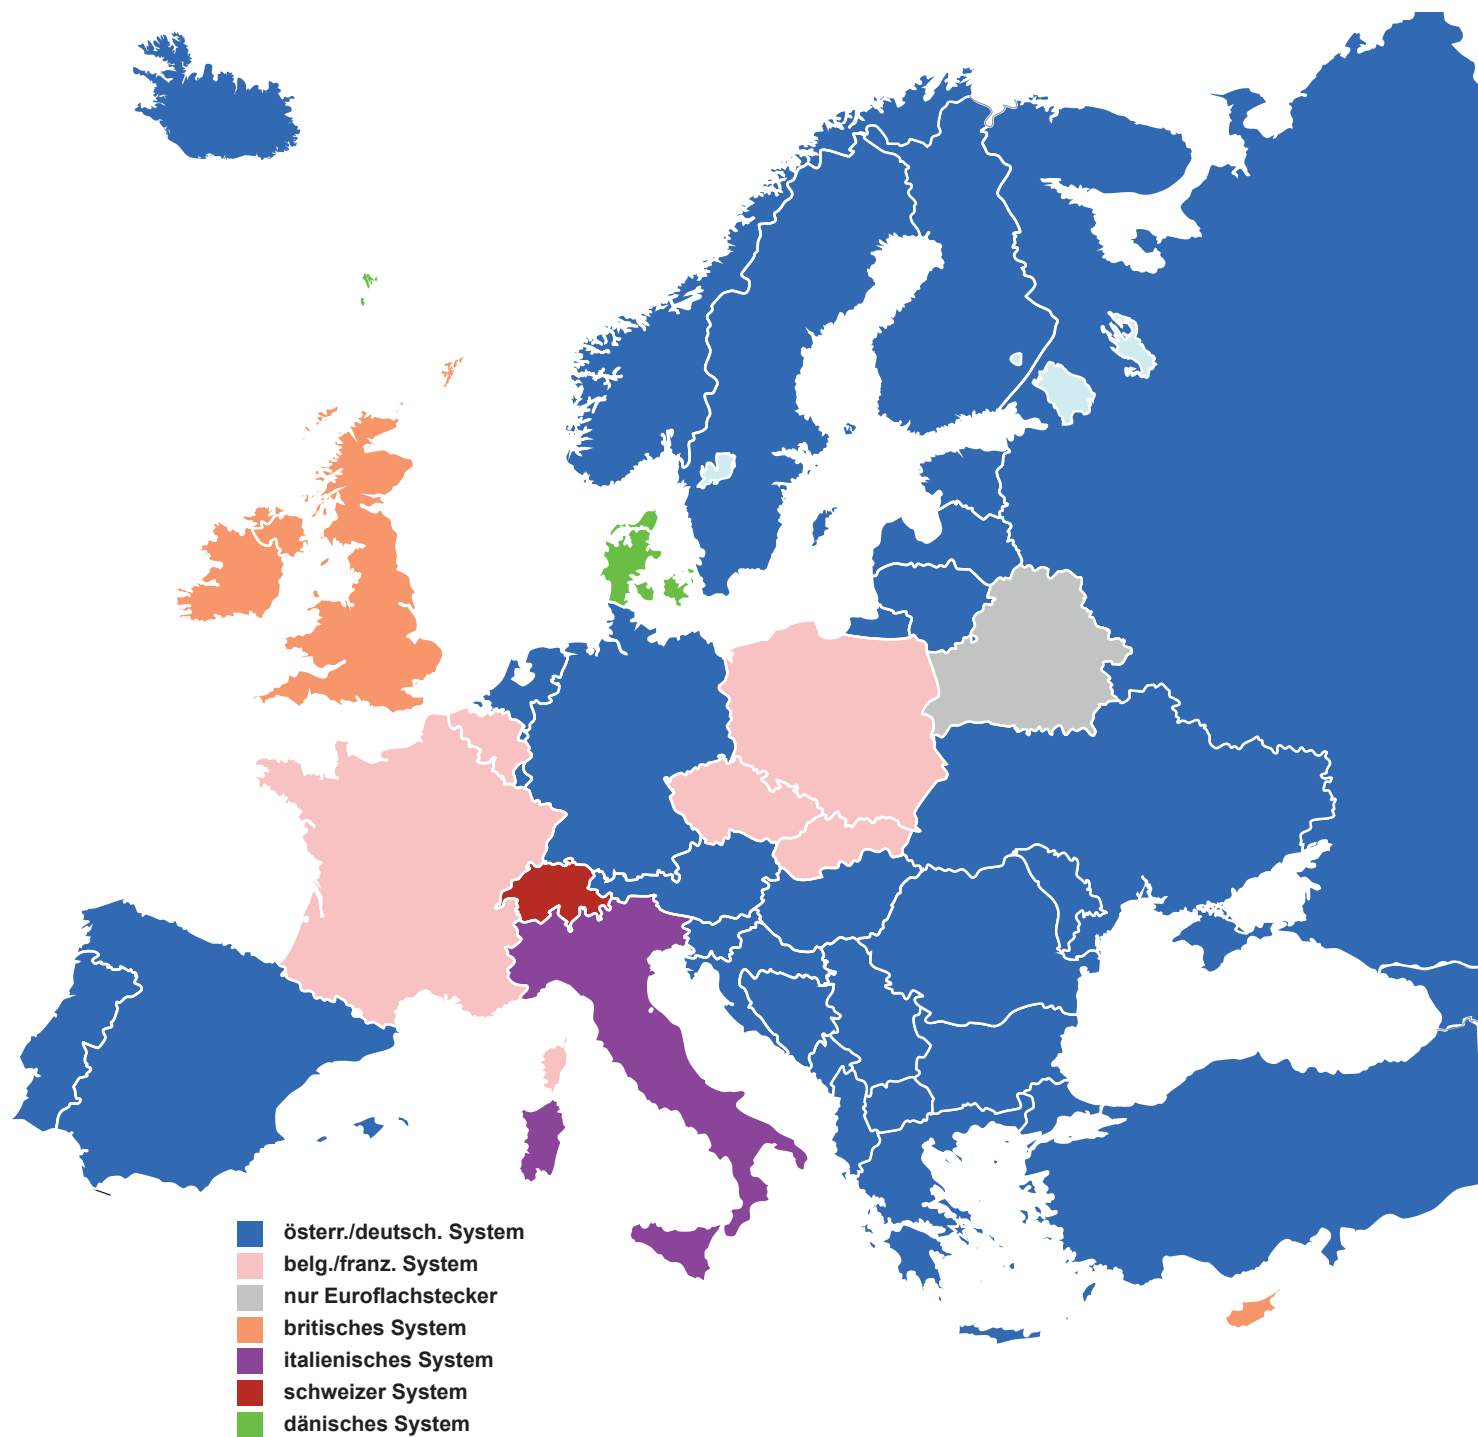 österr./deutsch. System
belg./franz. System
nur Euroflachstecker
britisches System
italienisches System
schweizer System
dänisches System